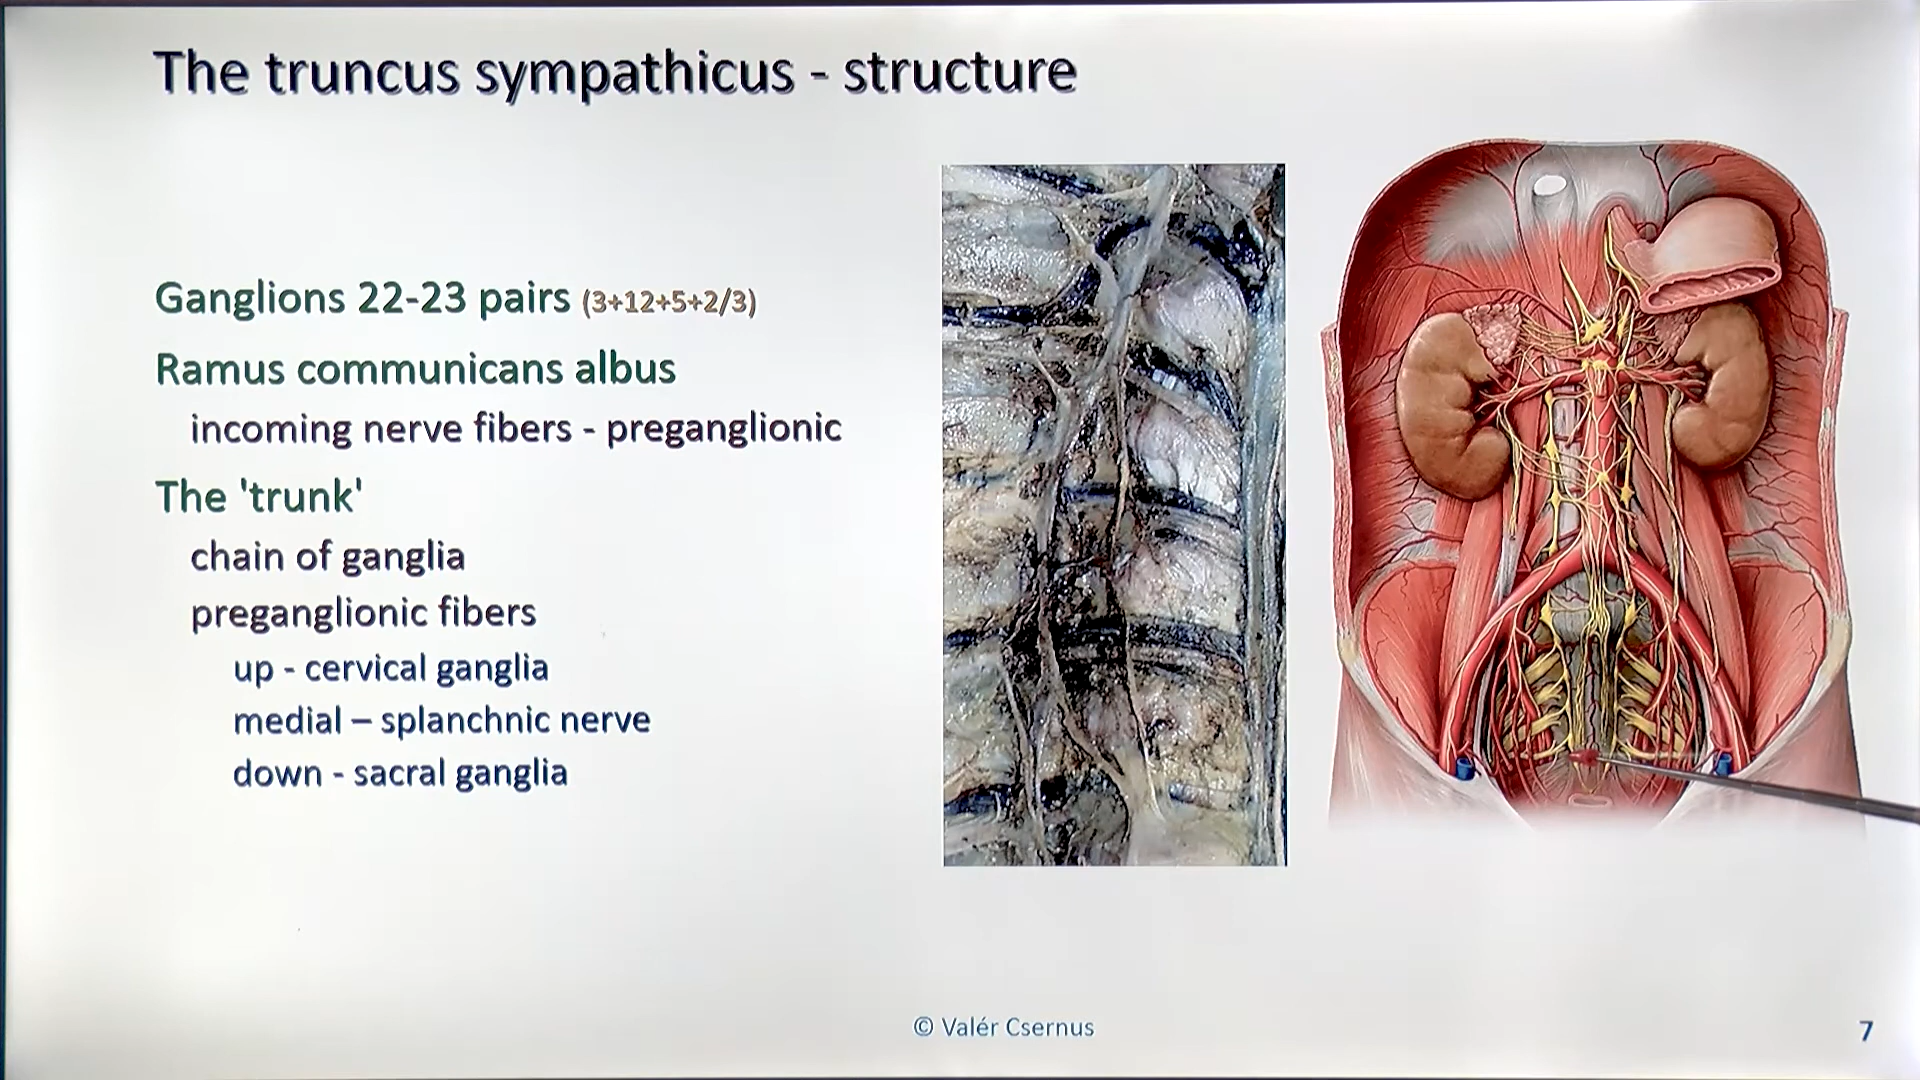 The truncus sympathicus - structure
Ganglions 22-23 pairs (3+12+5+2/3)
Ramus communicans albus
incoming nerve fibers - preganglionic
The 'trunk'
chain of ganglia
preganglionic fibers
up - cervical ganglia
medial – splanchnic nerve
down - sacral ganglia
© Valér Csernus
7